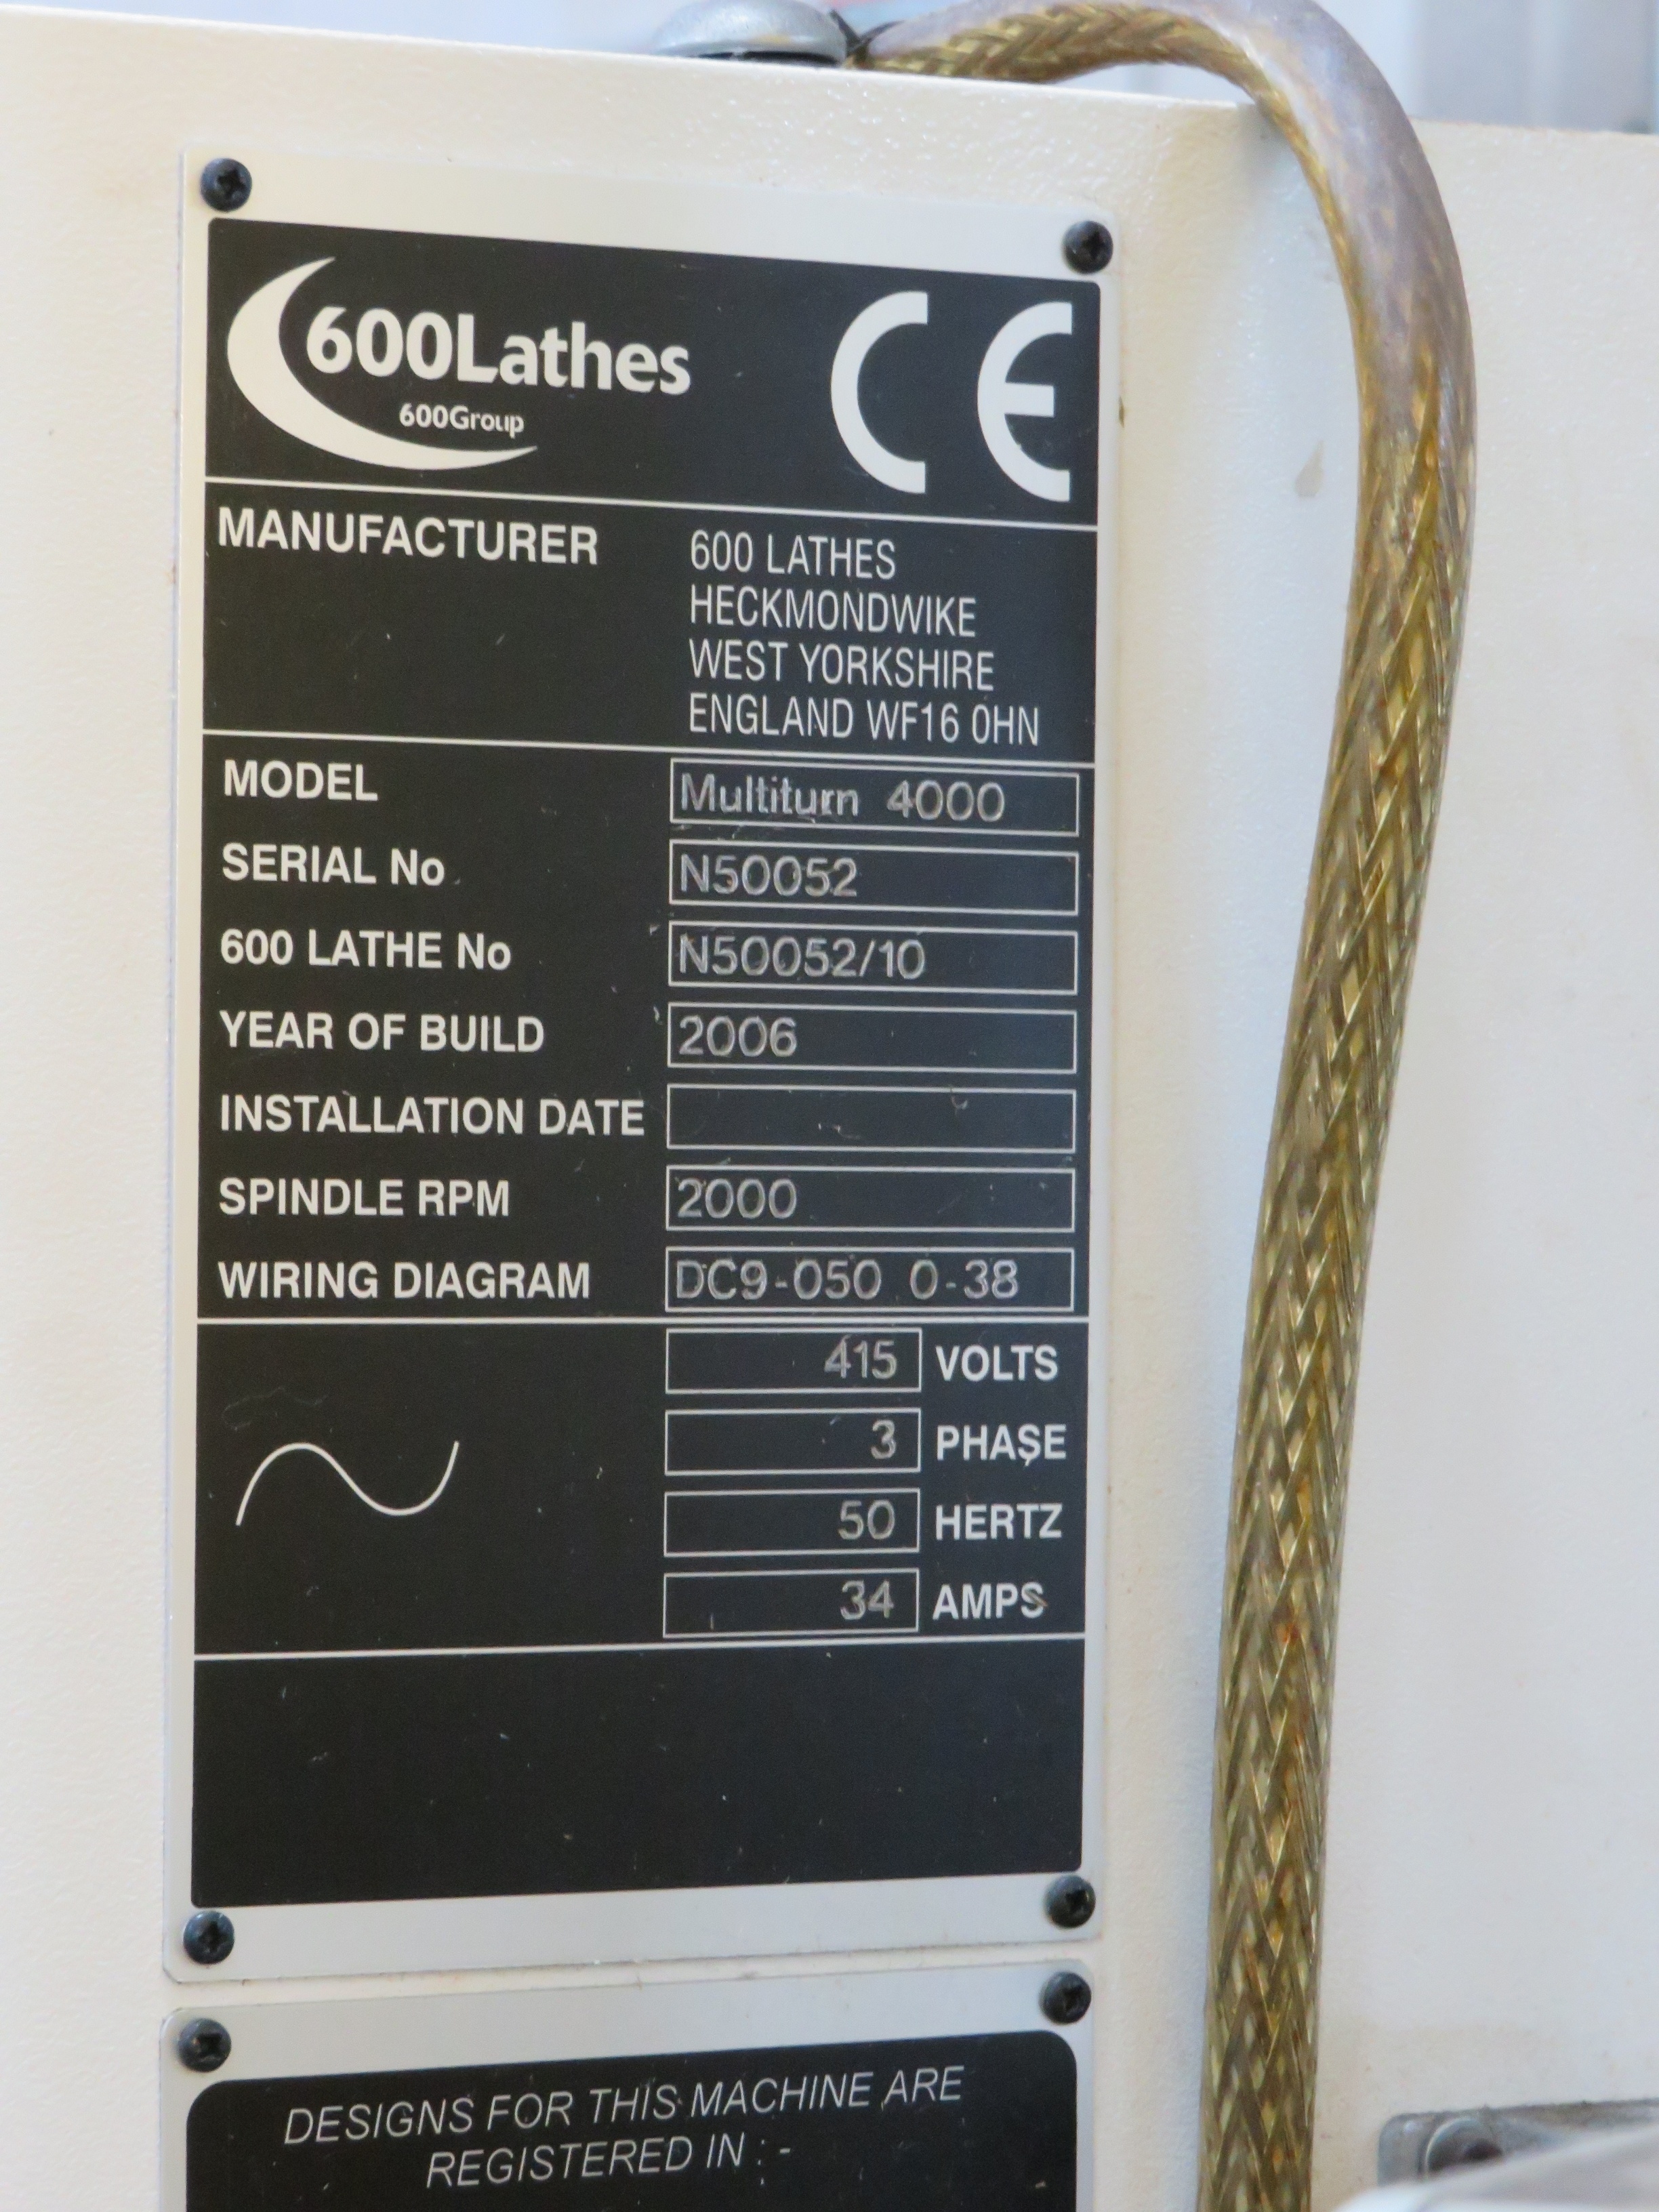 600Lathes
600Group
CE
MANUFACTURER 600 LATHES
HECKMONDWIKE
WEST YORKSHIRE
ENGLAND WF16 0HN
MODEL Multiturn 4000
SERIAL No N50052
600 LATHE No N50052/10
YEAR OF BUILD 2006
INSTALLATION DATE
SPINDLE RPM 2000
WIRING DIAGRAM DC9-050 0-38
415 VOLTS
3 PHASE
50 HERTZ
34 AMPS
DESIGNS FOR THIS MACHINE ARE
REGISTERED IN : -